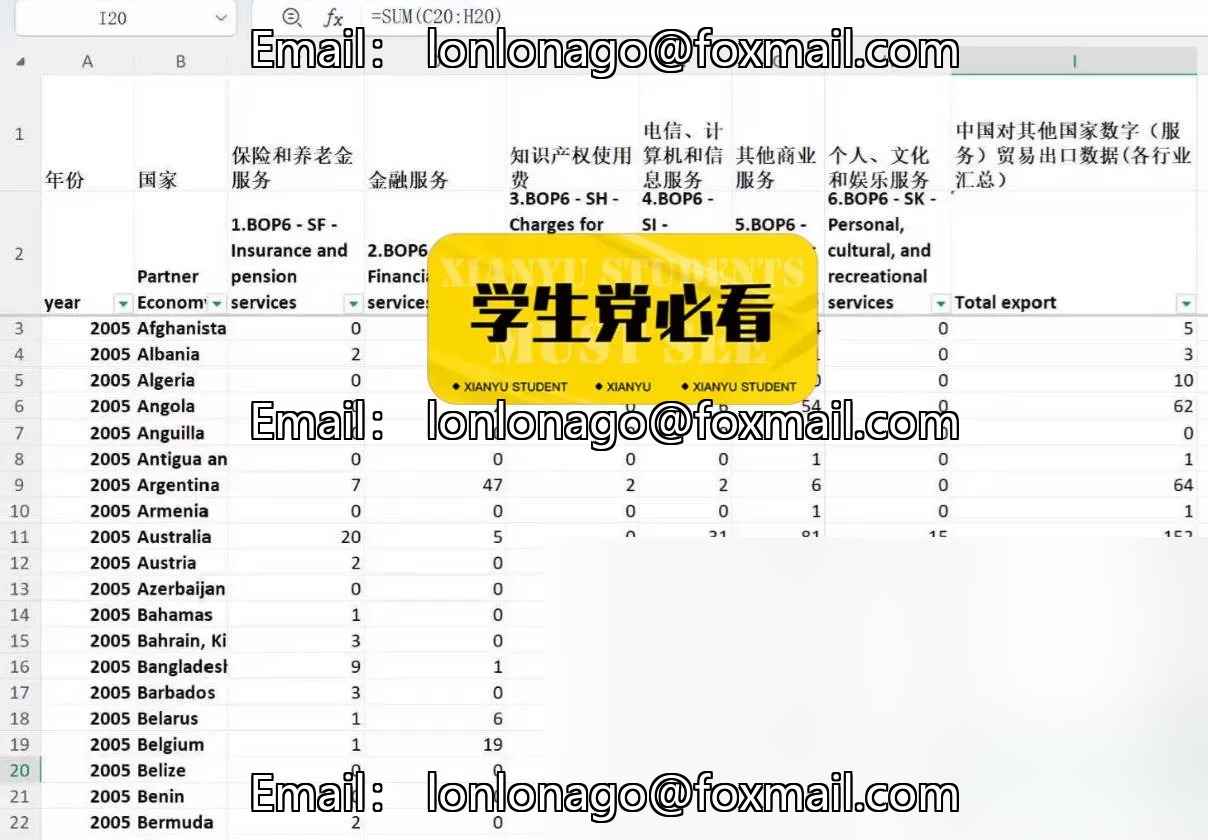 I20 fx =SUM(C20:H20)
Email： lonlonago@foxmail.com
A B I
1 年份 国家 保险和养老金服务 金融服务 知识产权使用费 电信、计算机和信息服务 其他商业服务 个人、文化和娱乐服务 中国对其他国家数字（服务）贸易出口数据(各行业汇总）
2 year Partner 1.BOP6 - SF - Insurance and pension services 2.BOP6 services 3.BOP6 - SH - Charges for 4.BOP6 - SI - 5.BOP6 - 6.BOP6 - SK - Personal, cultural, and recreational services Total export
XIANYU STUDENTS
学生党必看
MUST SEE
XIANYU STUDENT XIANYU XIANYU STUDENT
3 2005 Afghanista 0 0 5
4 2005 Albania 2 0 3
5 2005 Algeria 0 0 10
6 2005 Angola 54 0 62
Email： lonlonago@foxmail.com
7 2005 Anguilla 0 0
8 2005 Antigua an 0 0 0 0 1 0 1
9 2005 Argentina 7 47 2 2 6 0 64
10 2005 Armenia 0 0 0 0 1 0 1
11 2005 Australia 20 5 0 31 81 15 152
12 2005 Austria 2 0
13 2005 Azerbaijan 0 0
14 2005 Bahamas 1 0
15 2005 Bahrain, Ki 3 0
16 2005 Bangladesh 9 1
17 2005 Barbados 3 0
18 2005 Belarus 1 6
19 2005 Belgium 1 19
20 2005 Belize 0 0
Email： lonlonago@foxmail.com
21 2005 Benin
22 2005 Bermuda 2 0